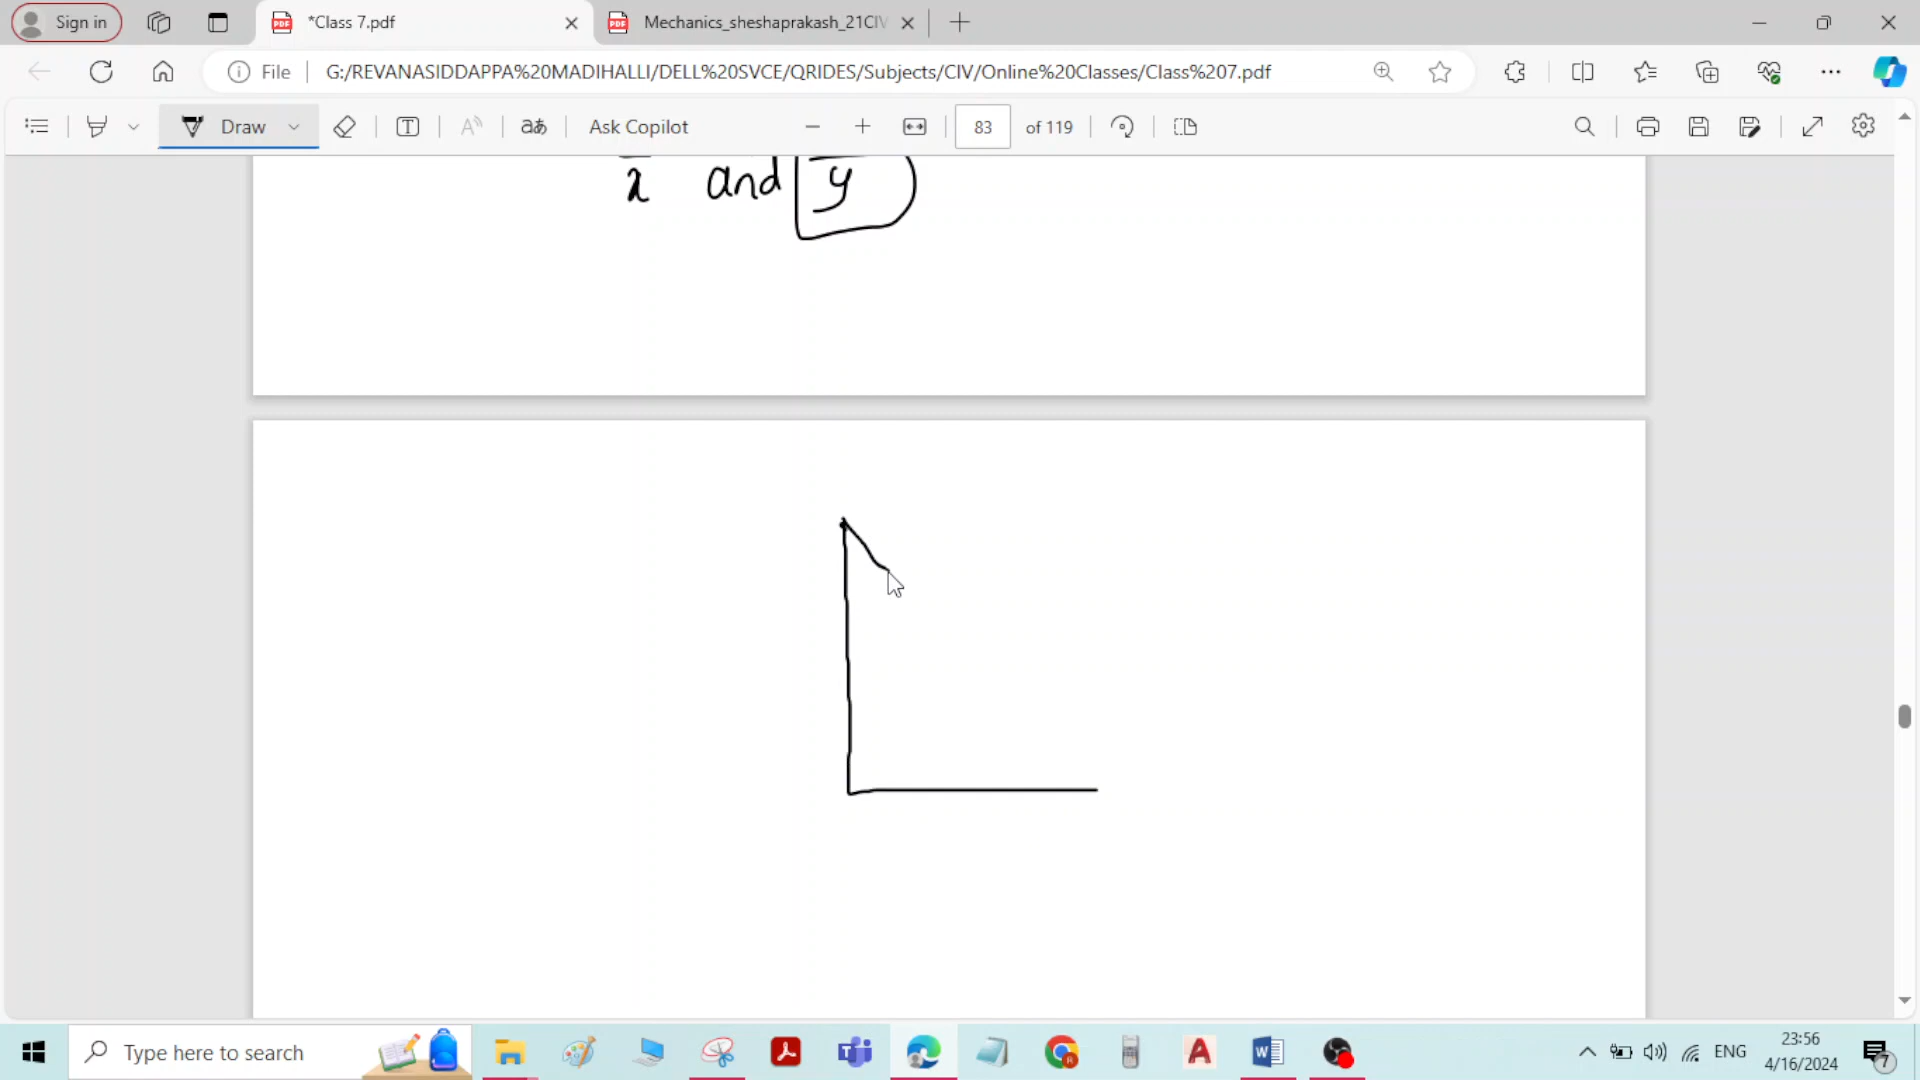 Sign in
*Class 7.pdf
Mechanics_sheshaprakash_21CIV
File
G:/REVANASIDDAPPA%20MADIHALLI/DELL%20SVCE/QRIDES/Subjects/CIV/Online%20Classes/Class%207.pdf
Draw
Ask Copilot
83
of 119
x̄ and ȳ
Type here to search
ENG
23:56
4/16/2024
7